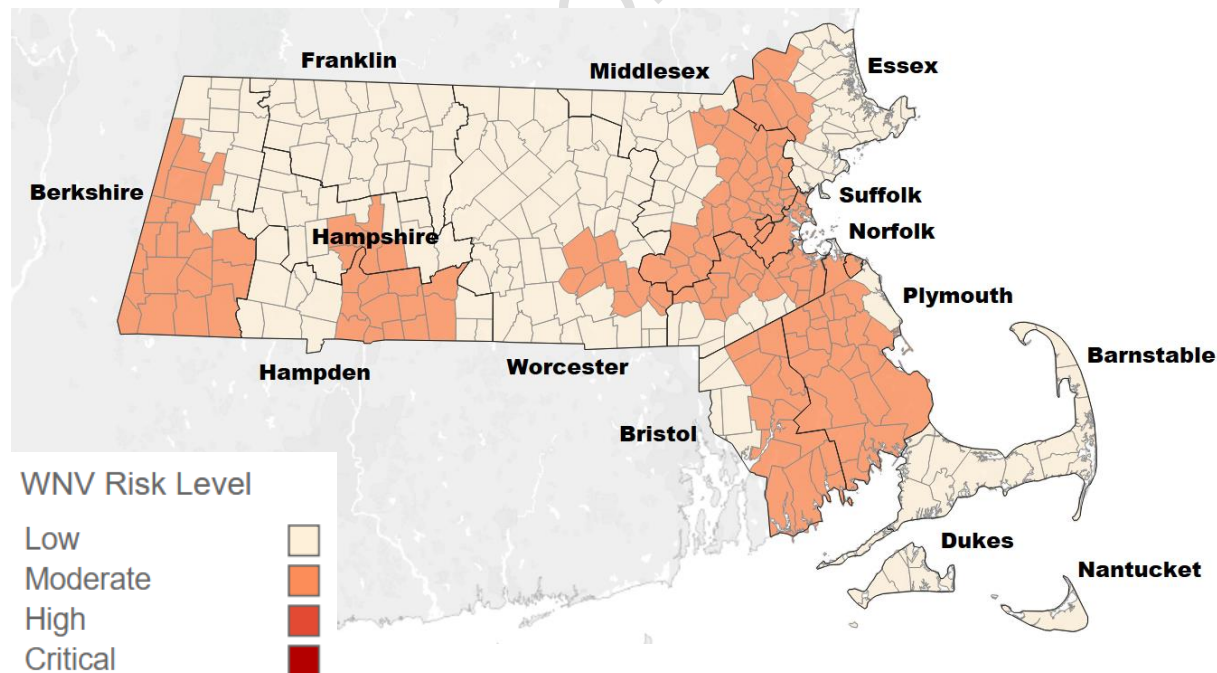 Franklin
Middlesex
Essex
Berkshire
Suffolk
Hampshire
Norfolk
Plymouth
Barnstable
Hampden
Worcester
Bristol
WNV Risk Level
Low
Moderate
High
Critical
Dukes
Nantucket